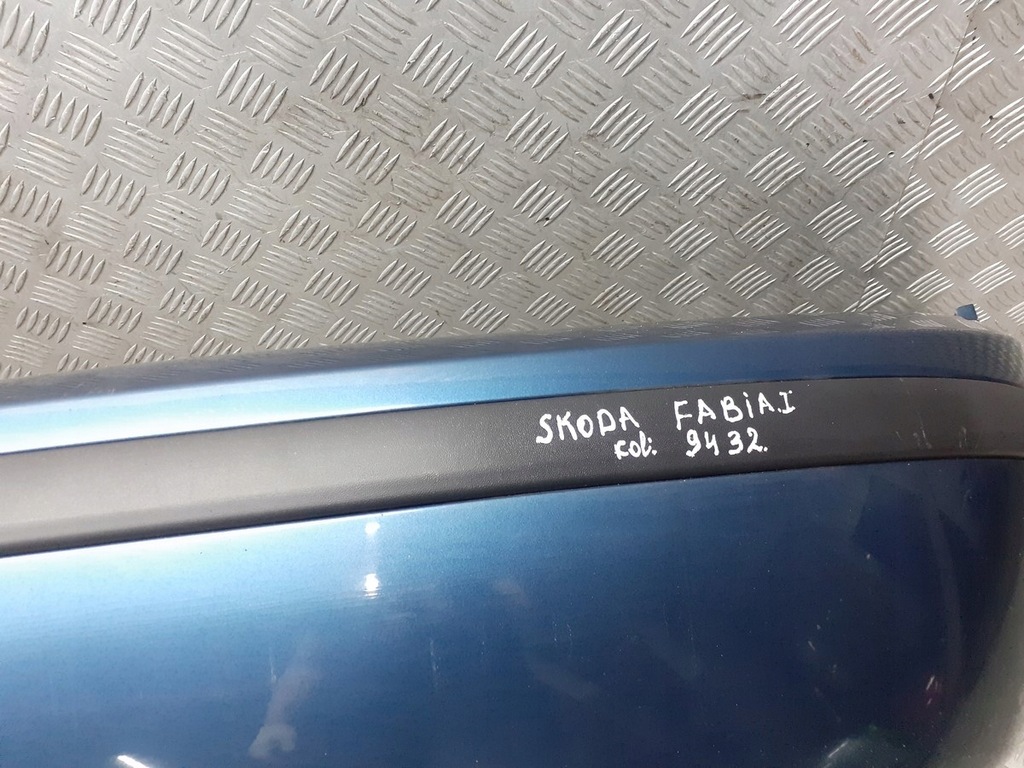 SKODA FABiA.I
Kol: 9432.